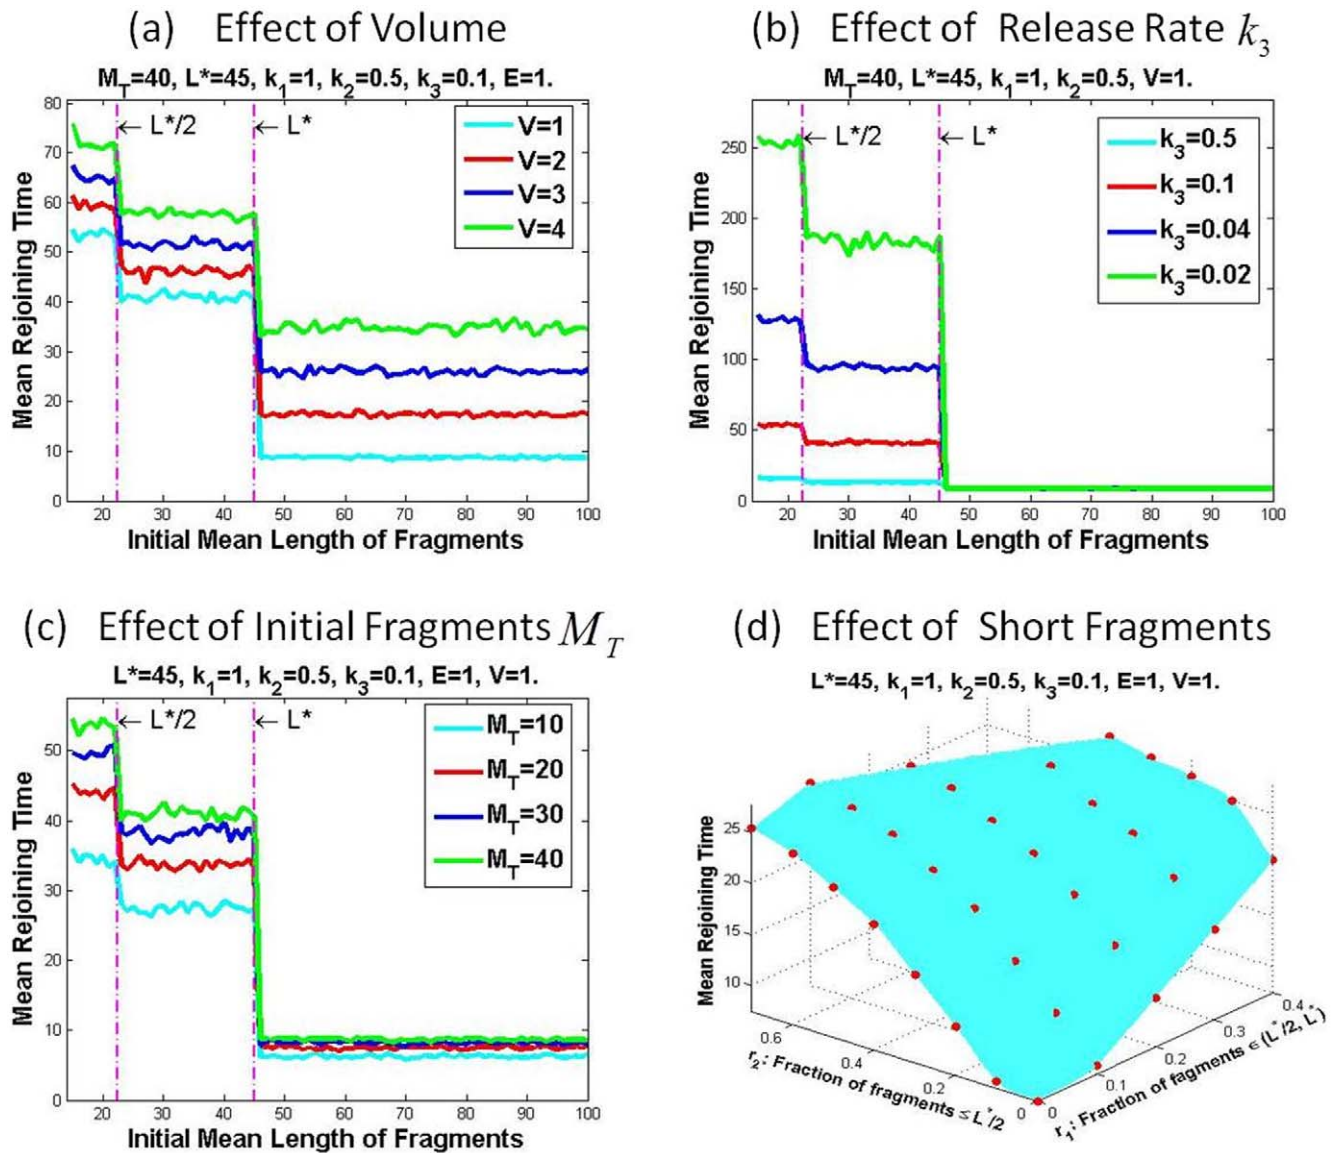 (a) Effect of Volume
M_T=40, L*=45, k_1=1, k_2=0.5, k_3=0.1, E=1.
← L*/2
← L*
V=1
V=2
V=3
V=4
80
70
60
50
40
30
20
10
0
Mean Rejoining Time
20 30 40 50 60 70 80 90 100
Initial Mean Length of Fragments
(b) Effect of Release Rate k_3
M_T=40, L*=45, k_1=1, k_2=0.5, V=1.
← L*/2
← L*
k_3=0.5
k_3=0.1
k_3=0.04
k_3=0.02
250
200
150
100
50
0
Mean Rejoining Time
20 30 40 50 60 70 80 90 100
Initial Mean Length of Fragments
(c) Effect of Initial Fragments M_T
L*=45, k_1=1, k_2=0.5, k_3=0.1, E=1, V=1.
← L*/2
← L*
M_T=10
M_T=20
M_T=30
M_T=40
50
40
30
20
10
0
Mean Rejoining Time
20 30 40 50 60 70 80 90 100
Initial Mean Length of Fragments
(d) Effect of Short Fragments
L*=45, k_1=1, k_2=0.5, k_3=0.1, E=1, V=1.
25
20
15
10
Mean Rejoining Time
0.6 0.4 0.2 0
r_2: Fraction of fragments ≤ L*/2
0 0.1 0.2 0.3 0.4
r_1: Fraction of fagments ∈ (L*/2, L*)